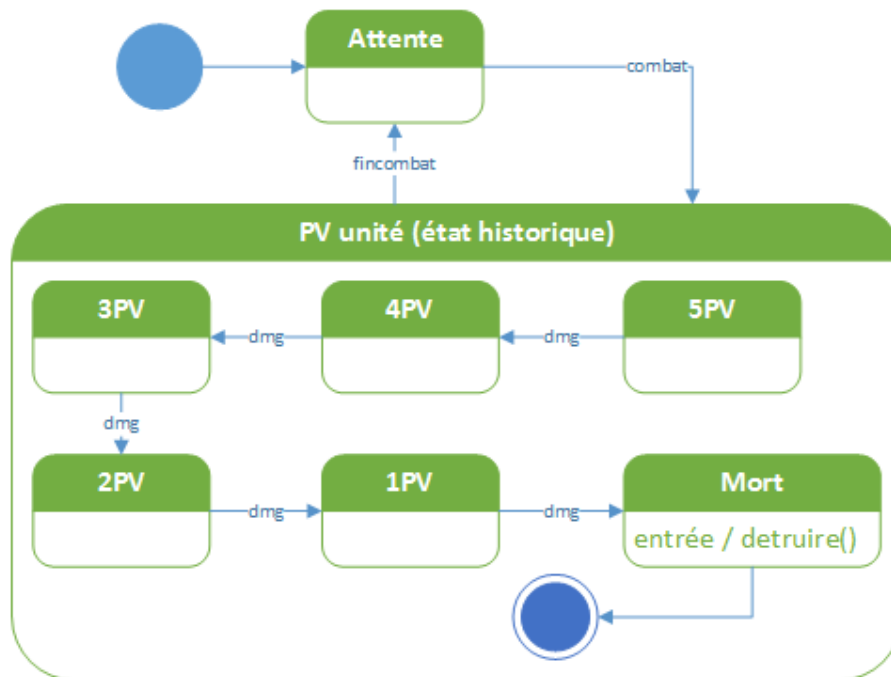 Attente
combat
fincombat
PV unité (état historique)
3PV
dmg
4PV
dmg
5PV
dmg
2PV
dmg
1PV
dmg
Mort
entrée / detruire()